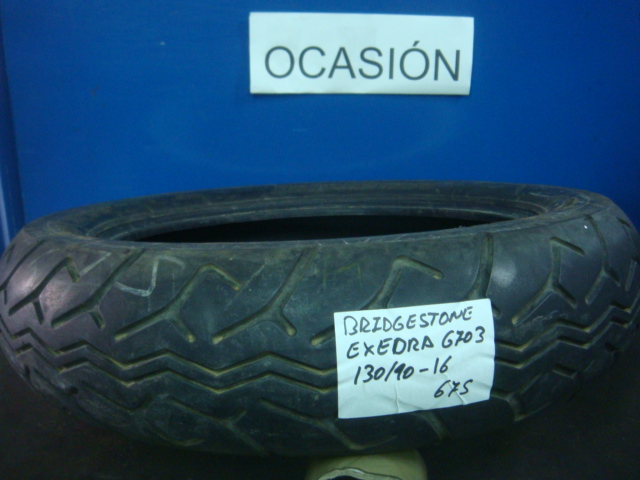 OCASIÓN
BRIDGESTONE
EXEDRA G703
130/90-16
67S